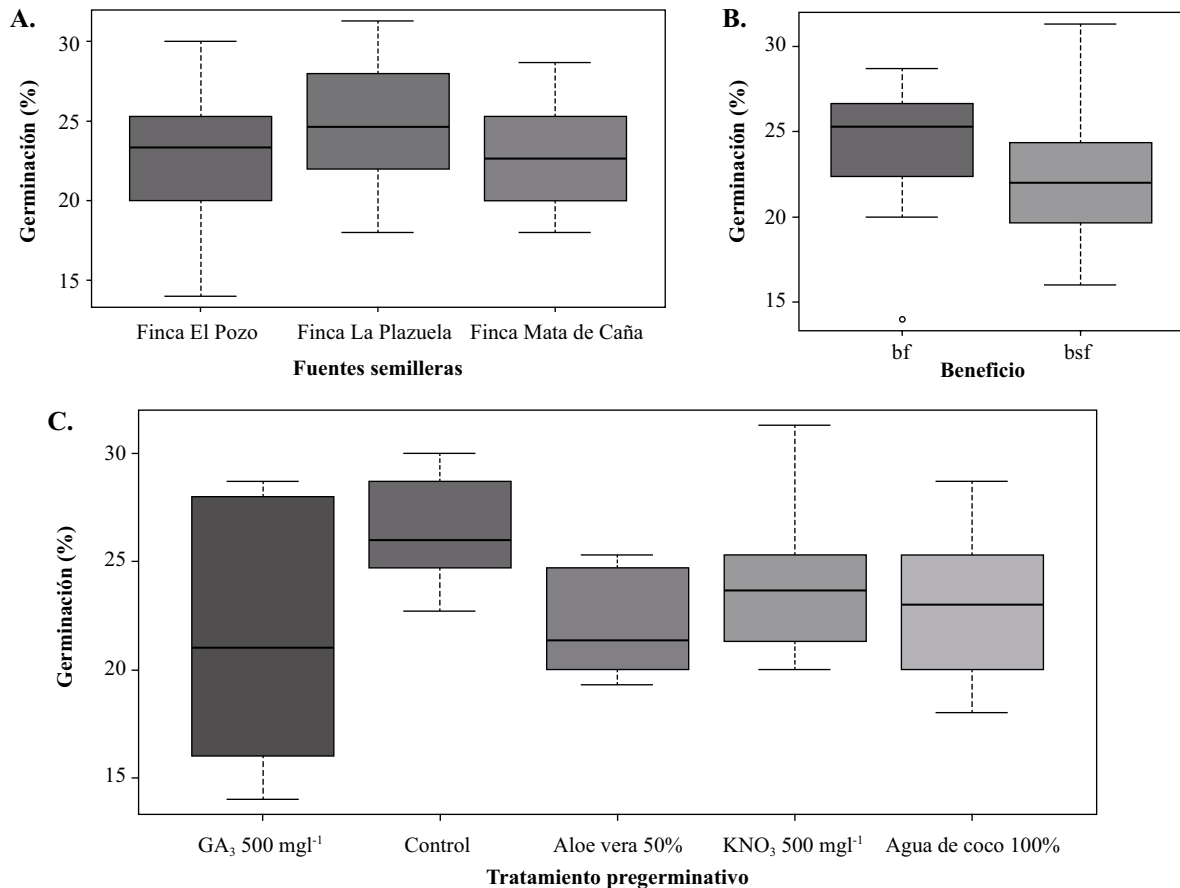 A.
Germinación (%)
30
25
20
15
Finca El Pozo
Finca La Plazuela
Finca Mata de Caña
Fuentes semilleras
B.
Germinación (%)
30
25
20
15
bf
bsf
Beneficio
C.
Germinación (%)
30
25
20
15
GA₃ 500 mgl⁻¹
Control
Aloe vera 50%
KNO₃ 500 mgl⁻¹
Agua de coco 100%
Tratamiento pregerminativo